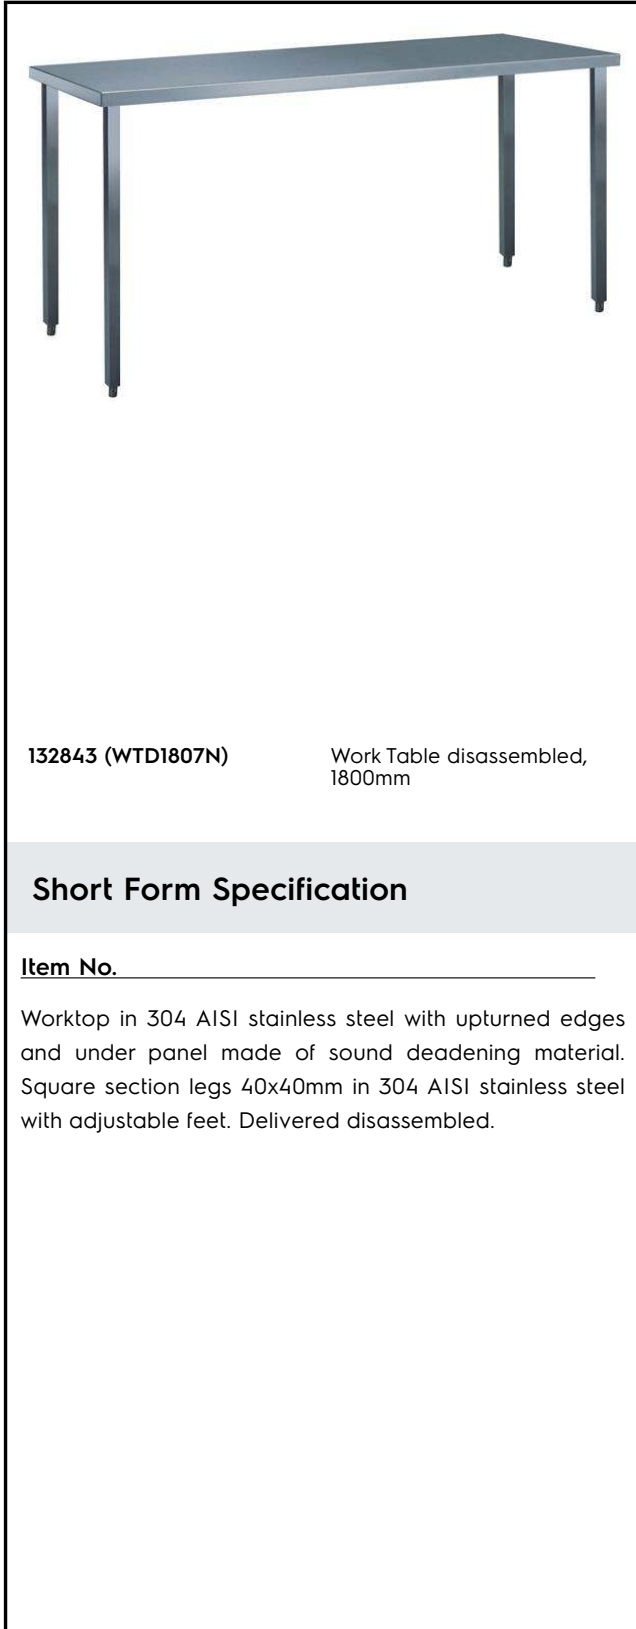 132843 (WTD1807N)
Work Table disassembled,
1800mm
Short Form Specification
Item No.
Worktop in 304 AISI stainless steel with upturned edges
and under panel made of sound deadening material.
Square section legs 40x40mm in 304 AISI stainless steel
with adjustable feet. Delivered disassembled.